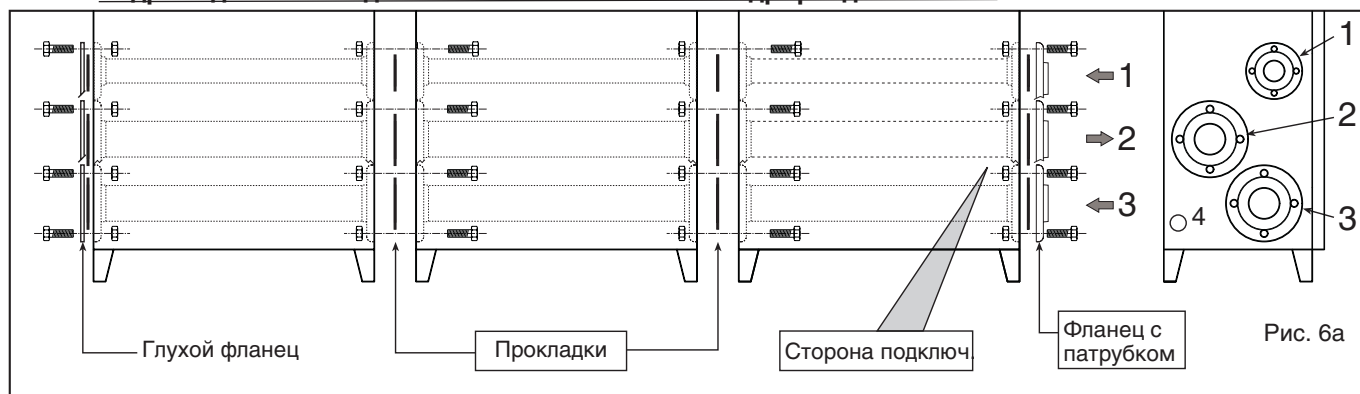 1
2
3
1
2
3
4
Глухой фланец
Прокладки
Сторона подключ.
Фланец с
патрубком
Рис. 6а